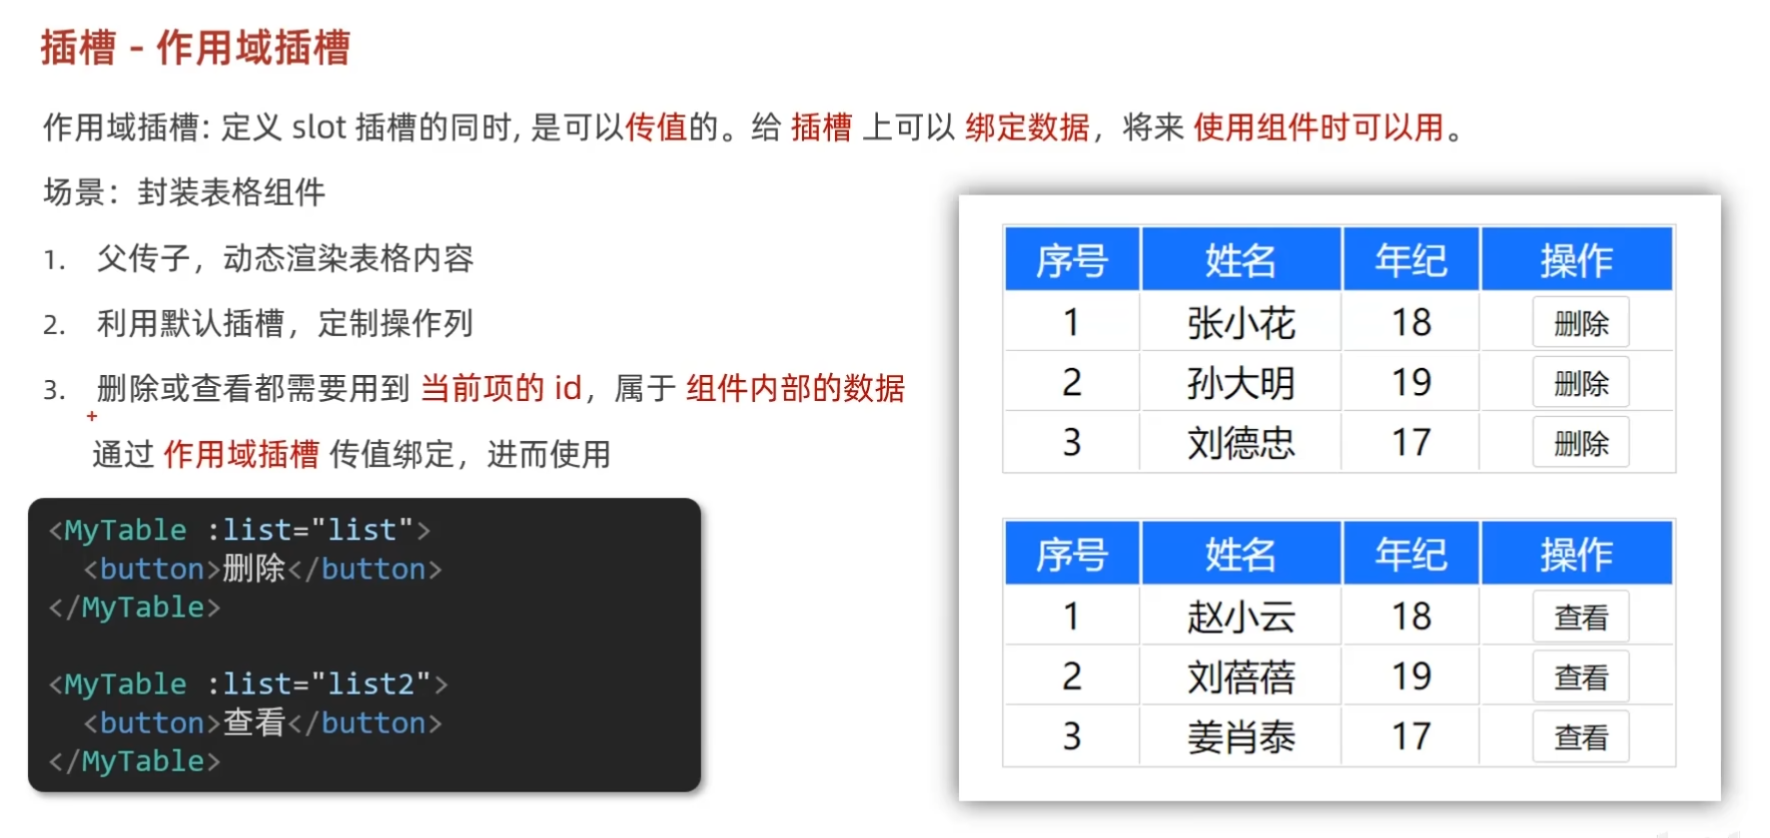 插槽 - 作用域插槽
作用域插槽: 定义 slot 插槽的同时, 是可以传值的。给 插槽 上可以 绑定数据，将来 使用组件时可以用。
场景：封装表格组件
1. 父传子，动态渲染表格内容
2. 利用默认插槽，定制操作列
3. 删除或查看都需要用到 当前项的 id，属于 组件内部的数据
+
通过 作用域插槽 传值绑定，进而使用
<MyTable :list="list">
<button>删除</button>
</MyTable>
<MyTable :list="list2">
<button>查看</button>
</MyTable>
序号 姓名 年纪 操作
1 张小花 18 删除
2 孙大明 19 删除
3 刘德忠 17 删除
序号 姓名 年纪 操作
1 赵小云 18 查看
2 刘蓓蓓 19 查看
3 姜肖泰 17 查看